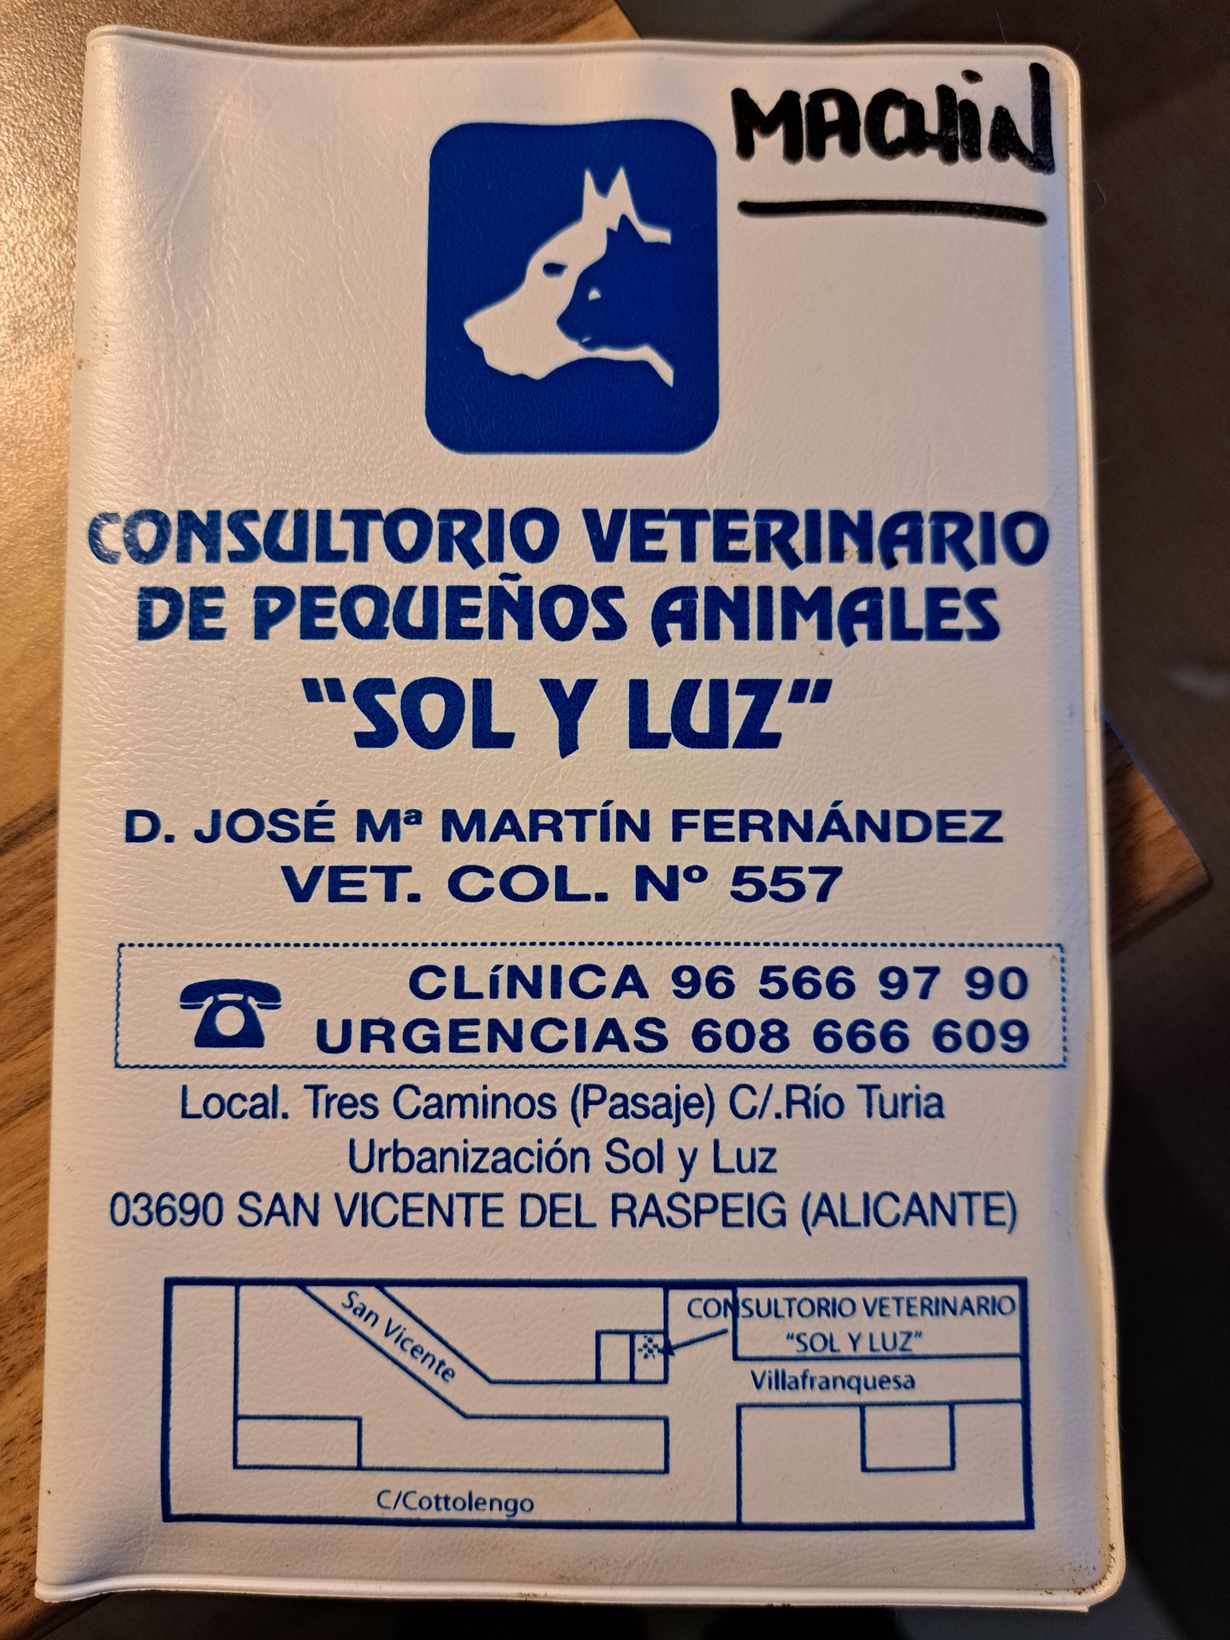 MACHiN
CONSULTORIO VETERINARIO
DE PEQUEÑOS ANIMALES
"SOL Y LUZ"
D. JOSÉ Mª MARTÍN FERNÁNDEZ
VET. COL. Nº 557
CLíNICA 96 566 97 90
URGENCIAS 608 666 609
Local. Tres Caminos (Pasaje) C/.Río Turia
Urbanización Sol y Luz
03690 SAN VICENTE DEL RASPEIG (ALICANTE)
San Vicente
CONSULTORIO VETERINARIO
"SOL Y LUZ"
Villafranquesa
C/Cottolengo